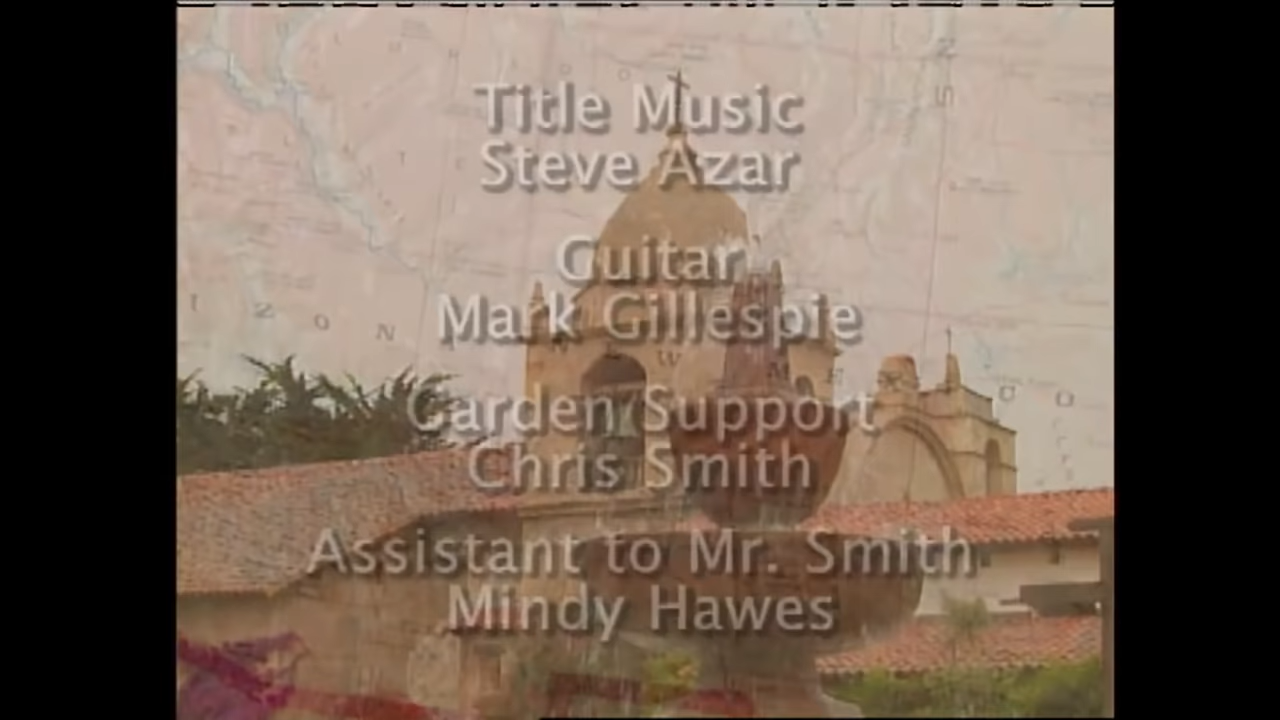 Title Music
Steve Azar
Guitar
Mark Gillespie
Garden Support
Chris Smith
Assistant to Mr. Smith
Mindy Hawes